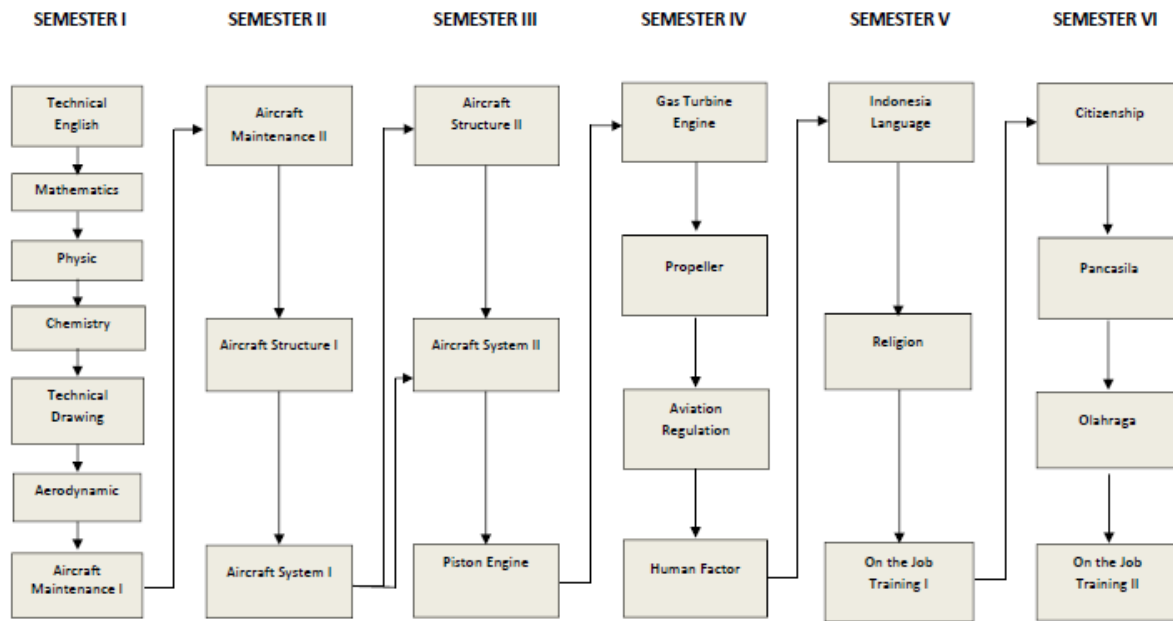 SEMESTER I
SEMESTER II
SEMESTER III
SEMESTER IV
SEMESTER V
SEMESTER VI
Technical
English
Mathematics
Physic
Chemistry
Technical
Drawing
Aerodynamic
Aircraft
Maintenance I
Aircraft
Maintenance II
Aircraft Structure I
Aircraft System I
Aircraft
Structure II
Aircraft System II
Piston Engine
Gas Turbine
Engine
Propeller
Aviation
Regulation
Human Factor
Indonesia
Language
Religion
On the Job
Training I
Citizenship
Pancasila
Olahraga
On the Job
Training II